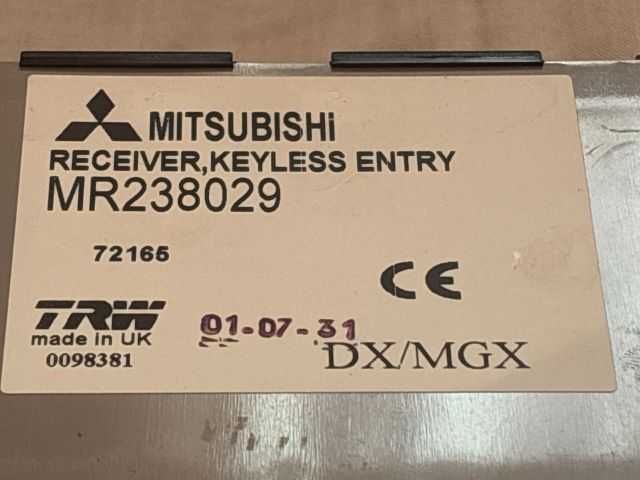 MITSUBISHi
RECEIVER,KEYLESS ENTRY
MR238029
72165
CE
TRW
made in UK
0098381
01-07-31
DX/MGX